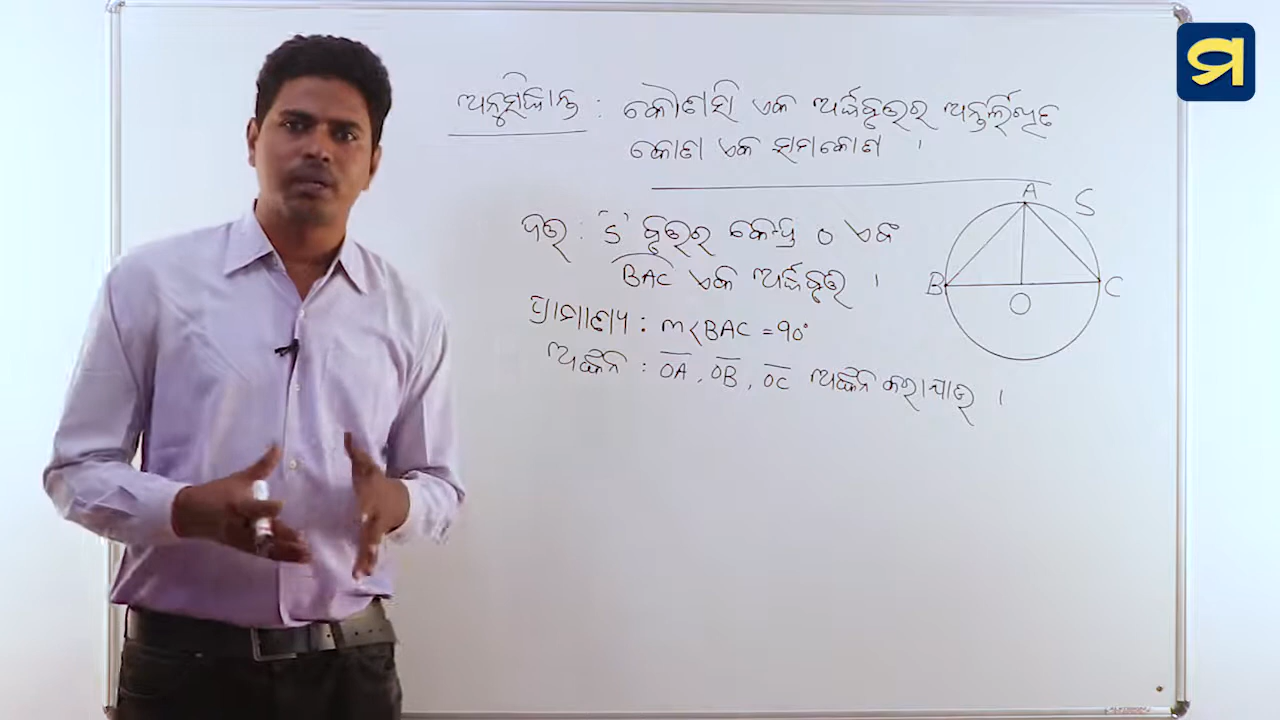 ଅନୁସିଦ୍ଧାନ୍ତ : କୌଣସି ଏକ ଅର୍ଦ୍ଧବୃତ୍ତର ଅନ୍ତର୍ଲିଖିତ
କୋଣ ଏକ ସମକୋଣ ।
ଦତ୍ତ : 'S' ବୃତ୍ତର କେନ୍ଦ୍ର O ଏବଂ
BAC ଏକ ଅର୍ଦ୍ଧବୃତ୍ତ ।
ପ୍ରାମାଣ୍ୟ : m<BAC = ୯୦°
ଅଙ୍କନ : OA, OB, OC ଅଙ୍କନ କରାଯାଉ ।
A S
B C
O
ମ